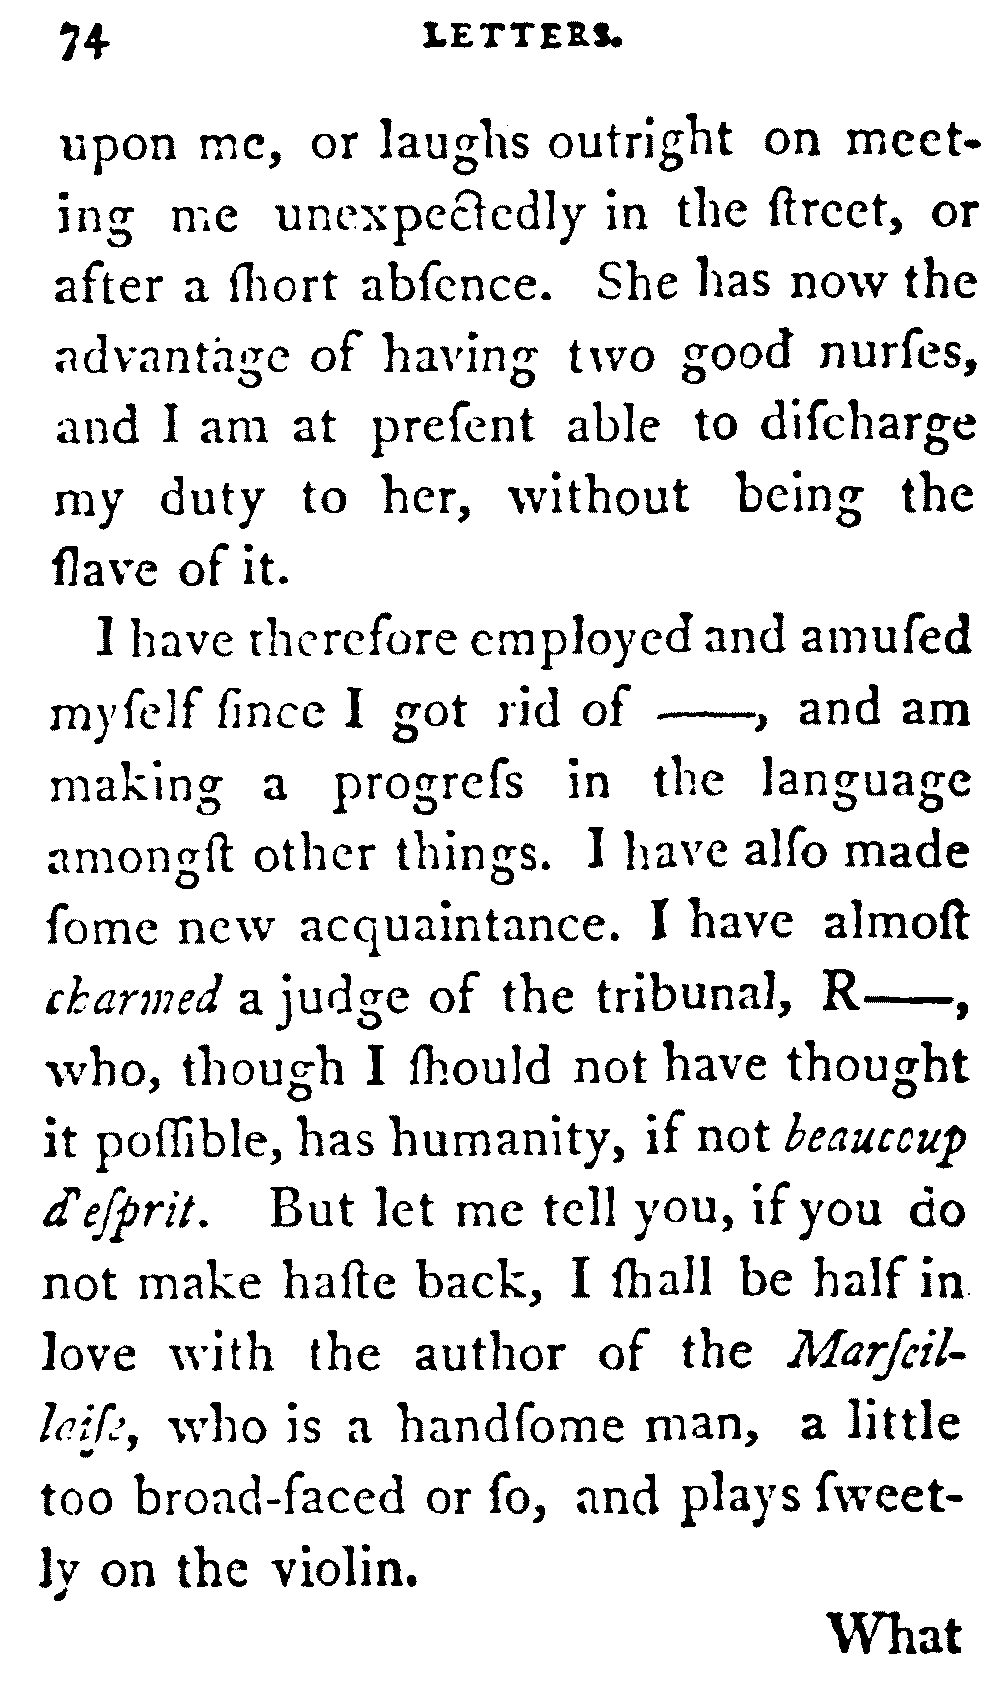 74 LETTERS.
upon me, or laughs outright on meet-
ing me unexpectedly in the ſtreet, or
after a ſhort abſence. She has now the
advantage of having two good nurſes,
and I am at preſent able to diſcharge
my duty to her, without being the
ſlave of it.
I have therefore employed and amuſed
myſelf ſince I got rid of ——, and am
making a progreſs in the language
amongſt other things. I have alſo made
ſome new acquaintance. I have almoſt
charmed a judge of the tribunal, R——,
who, though I ſhould not have thought
it poſſible, has humanity, if not beaucoup
d'eſprit. But let me tell you, if you do
not make haſte back, I ſhall be half in
love with the author of the Marſeil-
laiſe, who is a handſome man, a little
too broad-faced or ſo, and plays ſweet-
ly on the violin.
What